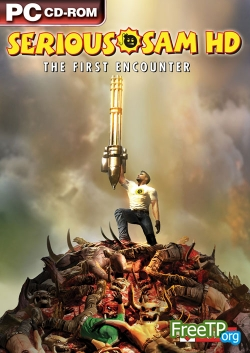 PC CD-ROM
SERIOUS SAM HD
THE FIRST ENCOUNTER
FreeTP
.org